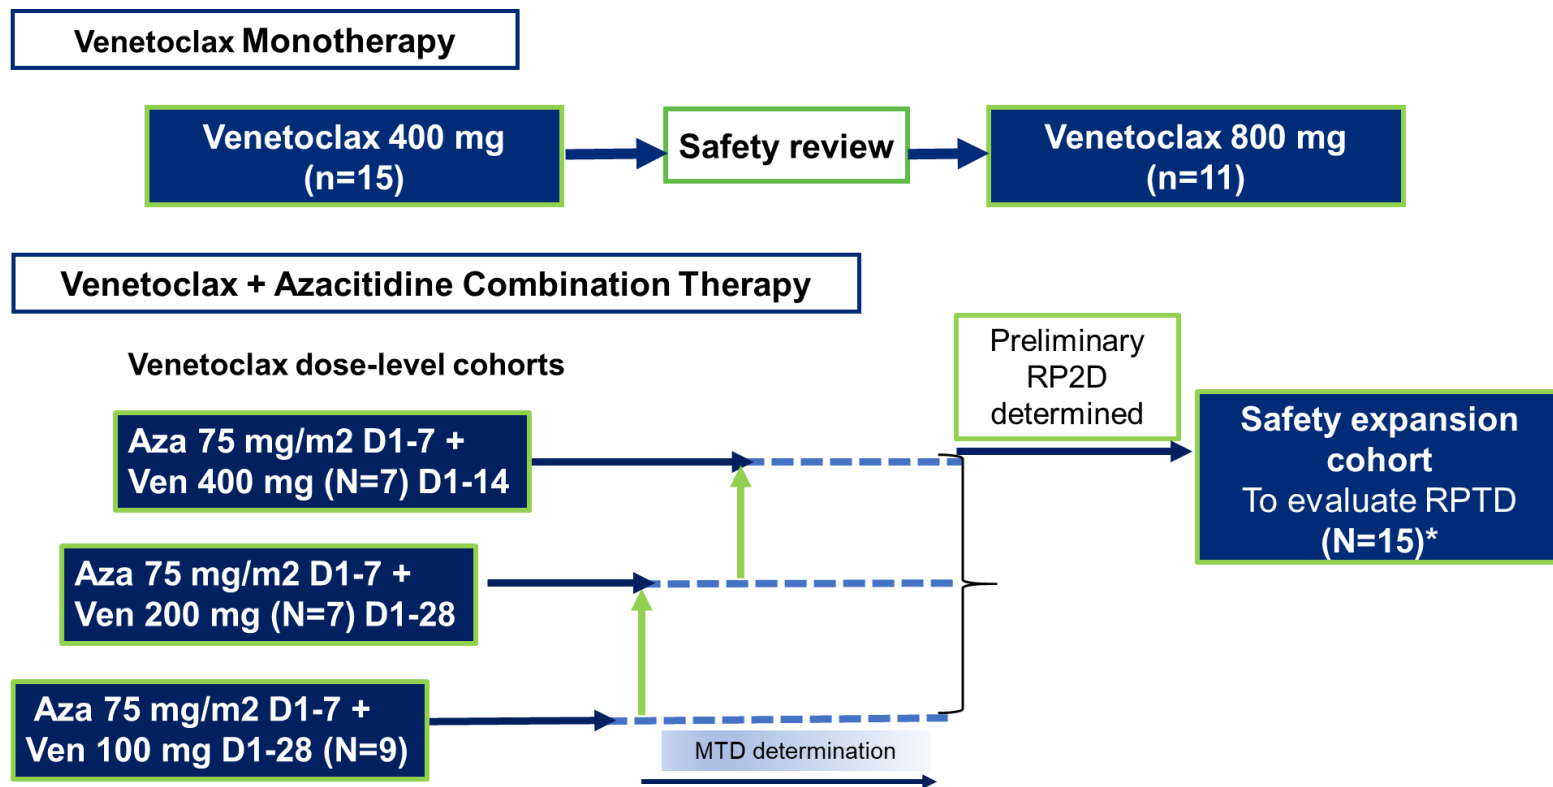 Venetoclax Monotherapy
Venetoclax 400 mg
(n=15)
Safety review
Venetoclax 800 mg
(n=11)
Venetoclax + Azacitidine Combination Therapy
Venetoclax dose-level cohorts
Preliminary
RP2D
determined
Aza 75 mg/m2 D1-7 +
Ven 400 mg (N=7) D1-14
Safety expansion
cohort
To evaluate RPTD
(N=15)*
Aza 75 mg/m2 D1-7 +
Ven 200 mg (N=7) D1-28
Aza 75 mg/m2 D1-7 +
Ven 100 mg D1-28 (N=9)
MTD determination